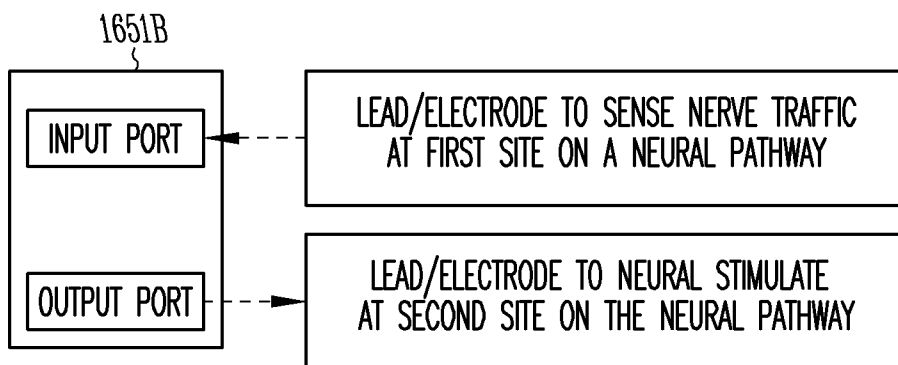 1651B
INPUT PORT
LEAD/ELECTRODE TO SENSE NERVE TRAFFIC
AT FIRST SITE ON A NEURAL PATHWAY
OUTPUT PORT
LEAD/ELECTRODE TO NEURAL STIMULATE
AT SECOND SITE ON THE NEURAL PATHWAY